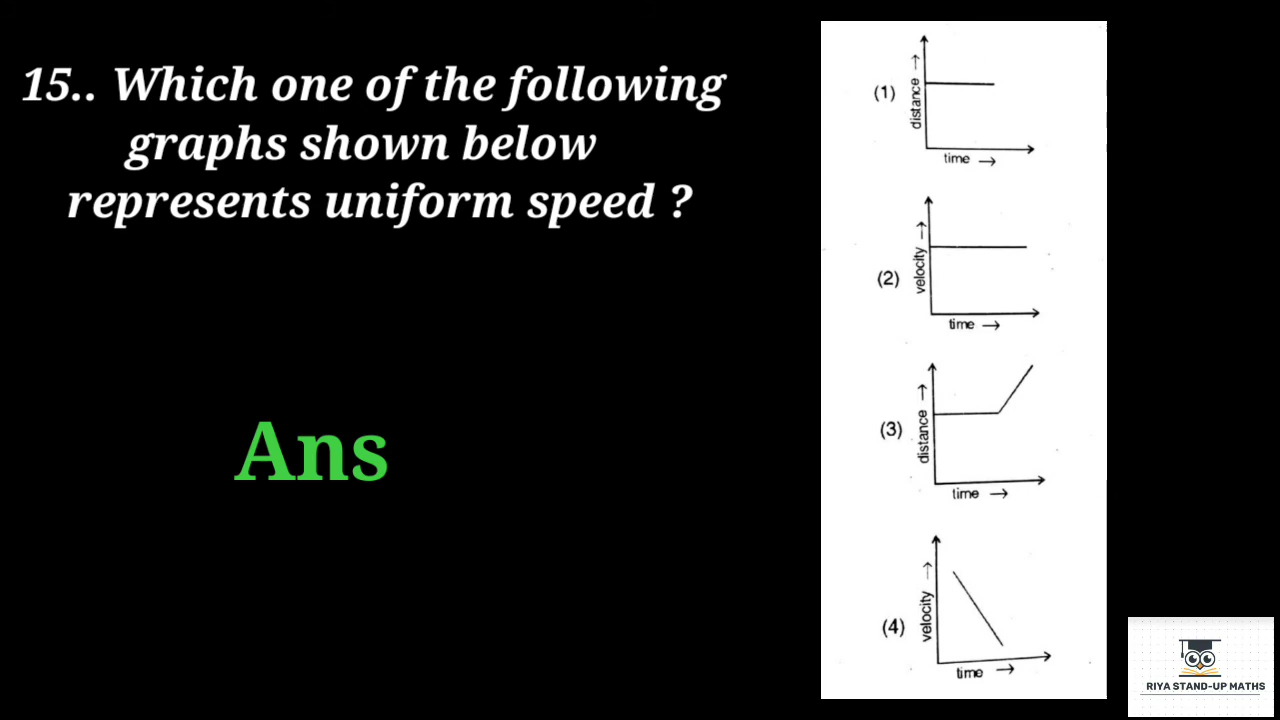 15.. Which one of the following
graphs shown below
represents uniform speed ?
Ans
(1)
distance →
time →
(2)
velocity →
time →
(3)
distance →
time →
(4)
velocity →
time →
RIYA STAND-UP MATHS